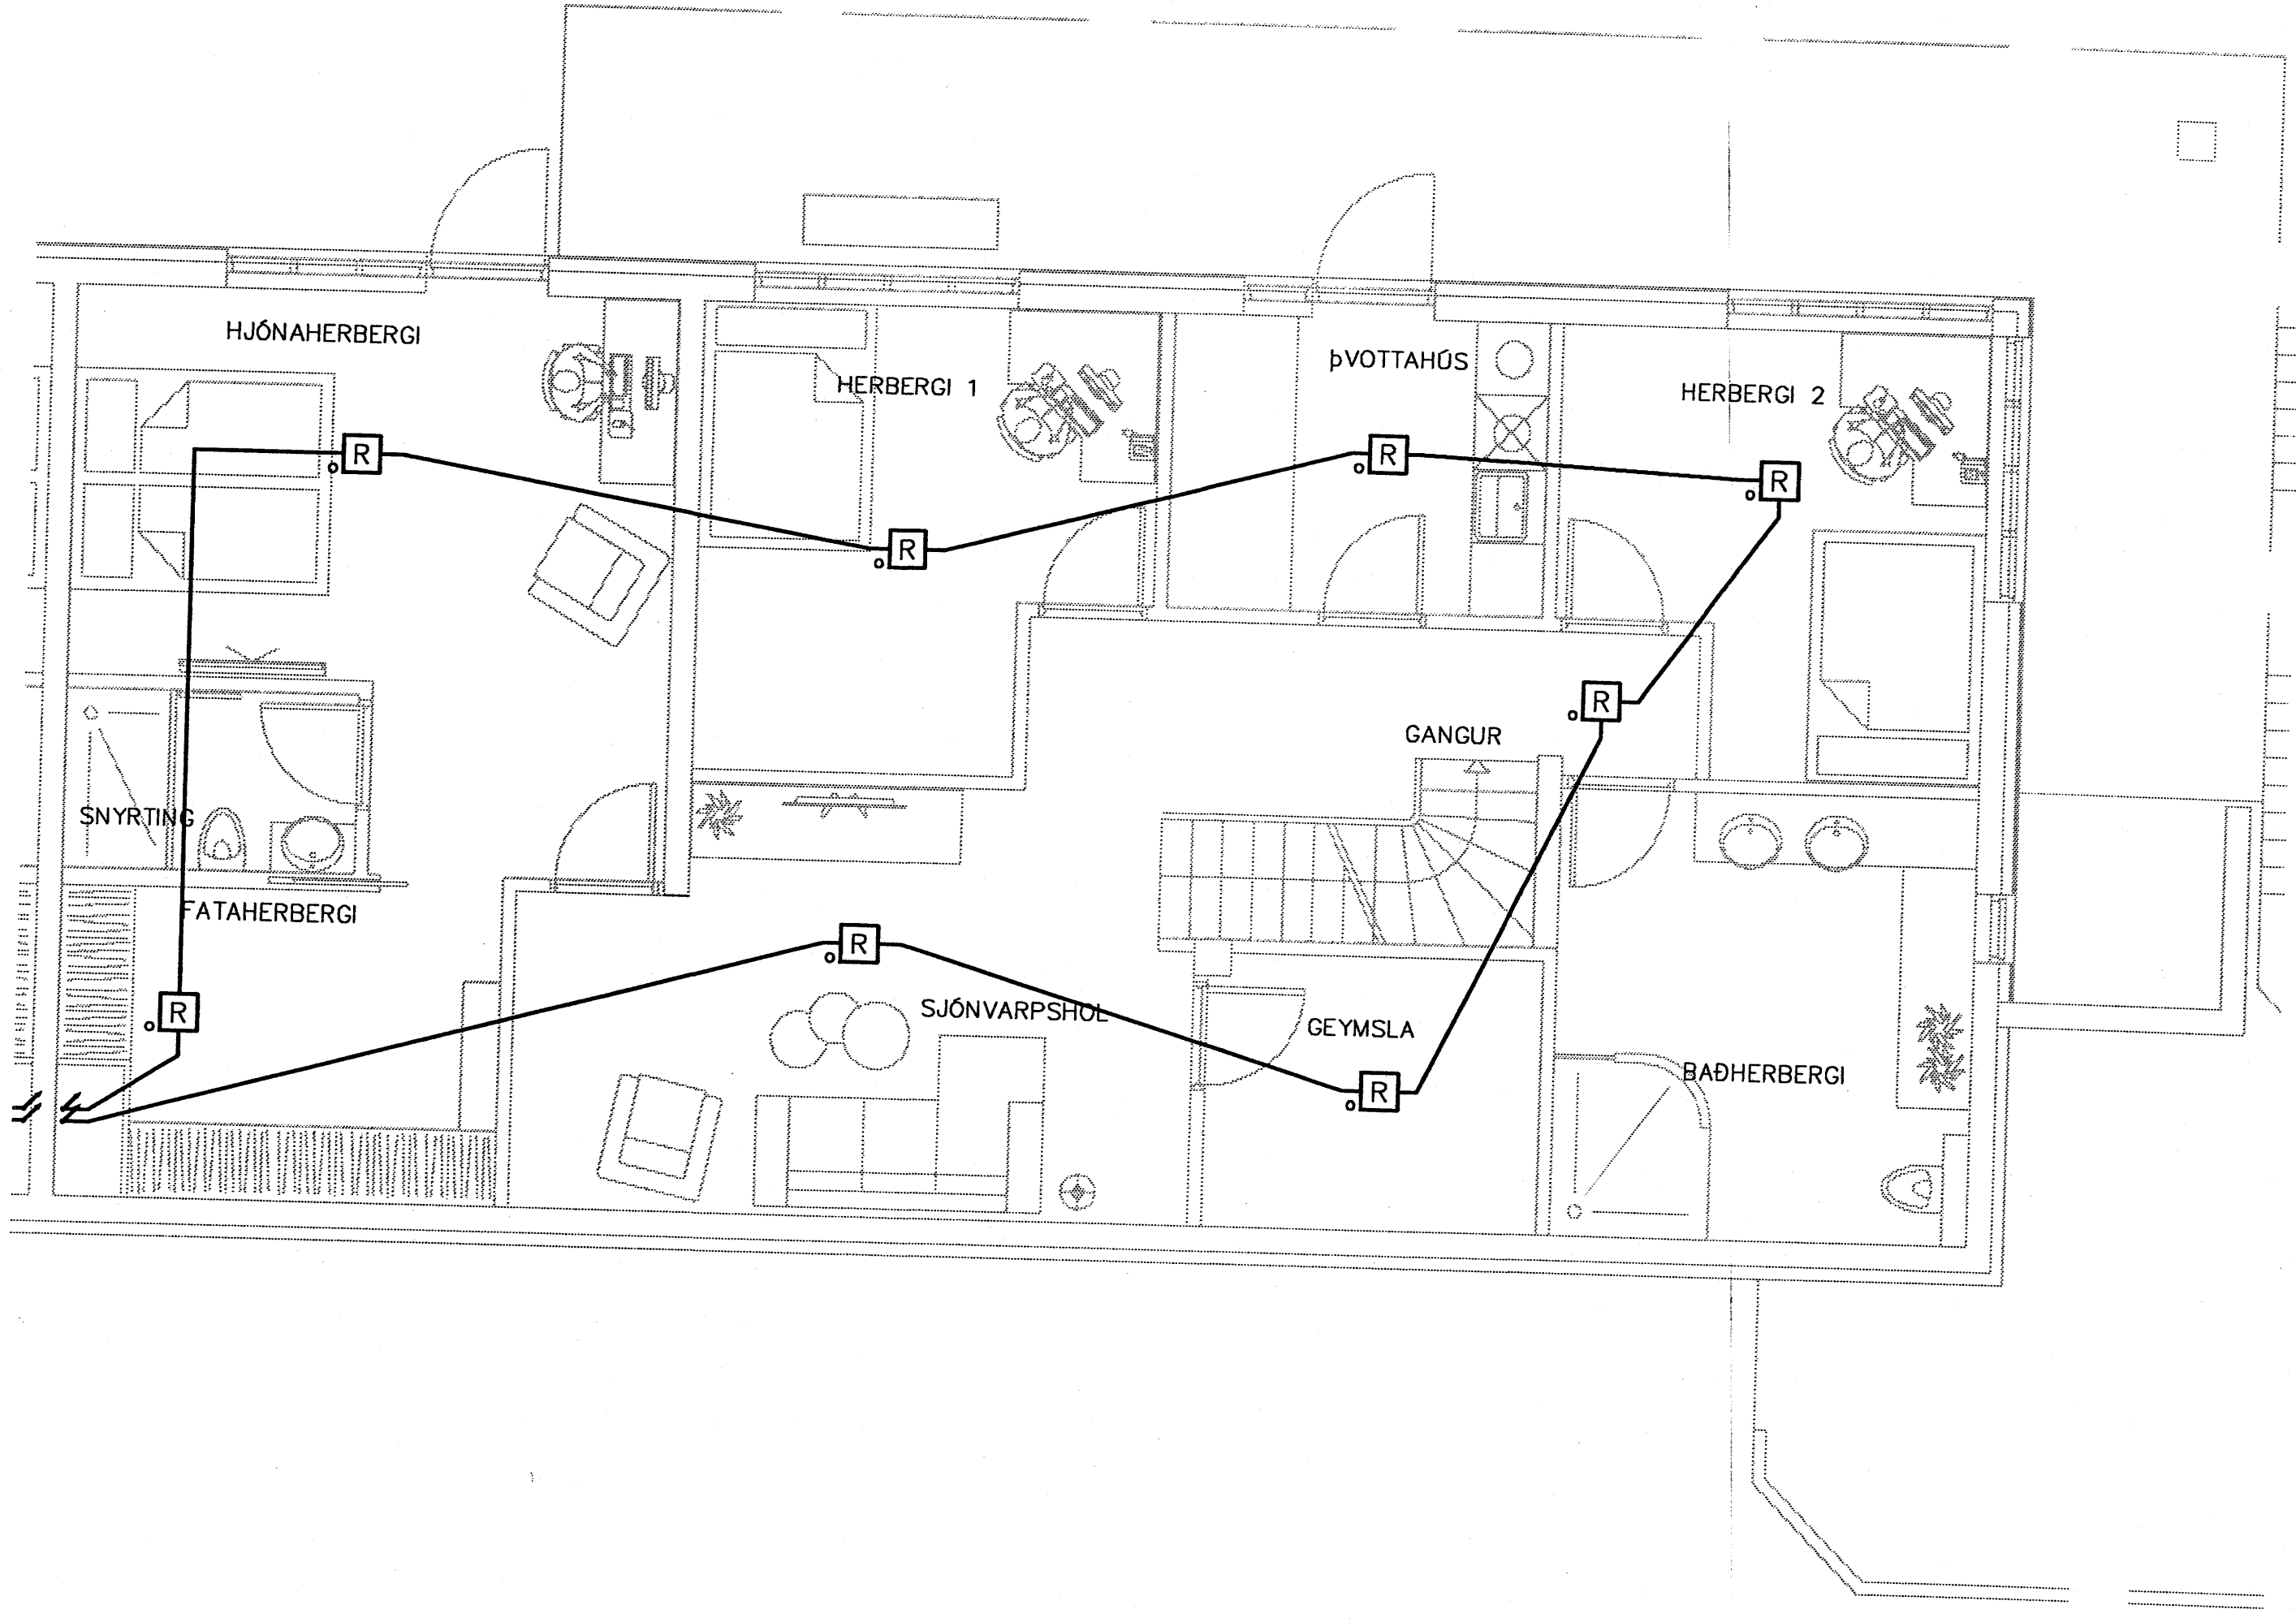 HJÓNAHERBERGI
HERBERGI 1
ÞVOTTAHÚS
HERBERGI 2
R
R
R
R
R
GANGUR
SNYRTING
FATAHERBERGI
R
R
SJÓNVARPSHOL
GEYMSLA
R
BAÐHERBERGI